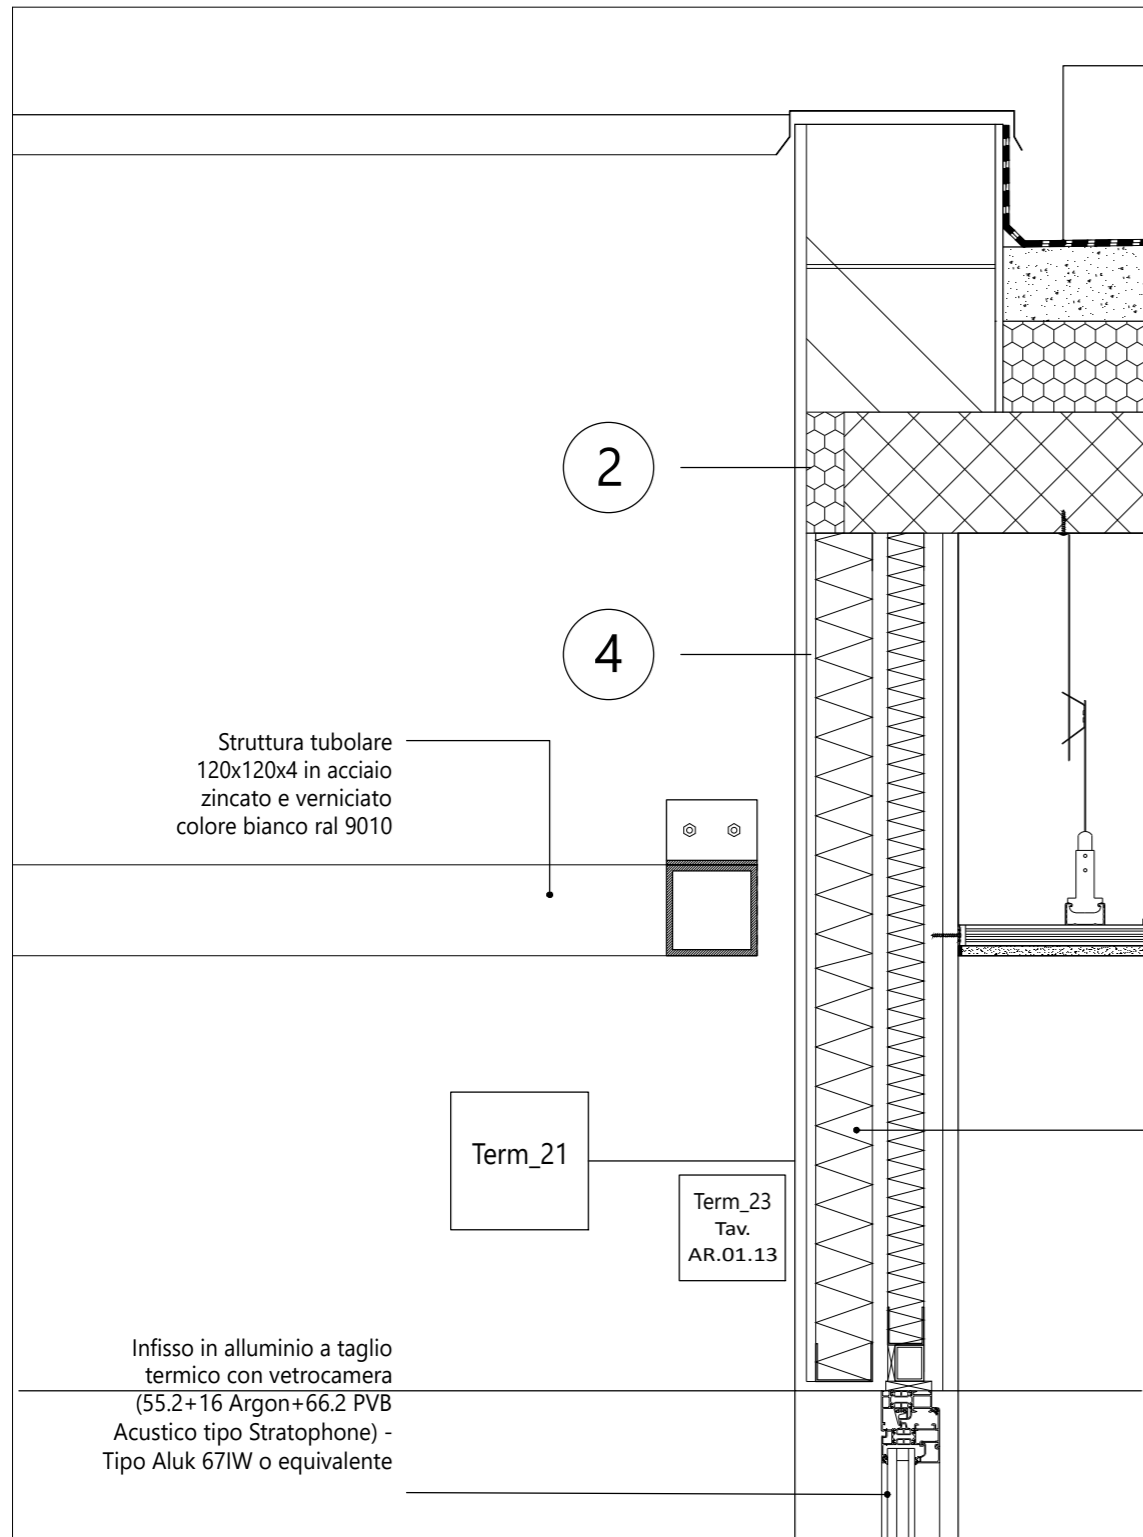 2
4
Struttura tubolare
120x120x4 in acciaio
zincato e verniciato
colore bianco ral 9010
Term_21
Term_23
Tav.
AR.01.13
Infisso in alluminio a taglio
termico con vetrocamera
(55.2+16 Argon+66.2 PVB
Acustico tipo Stratophone) -
Tipo Aluk 67IW o equivalente